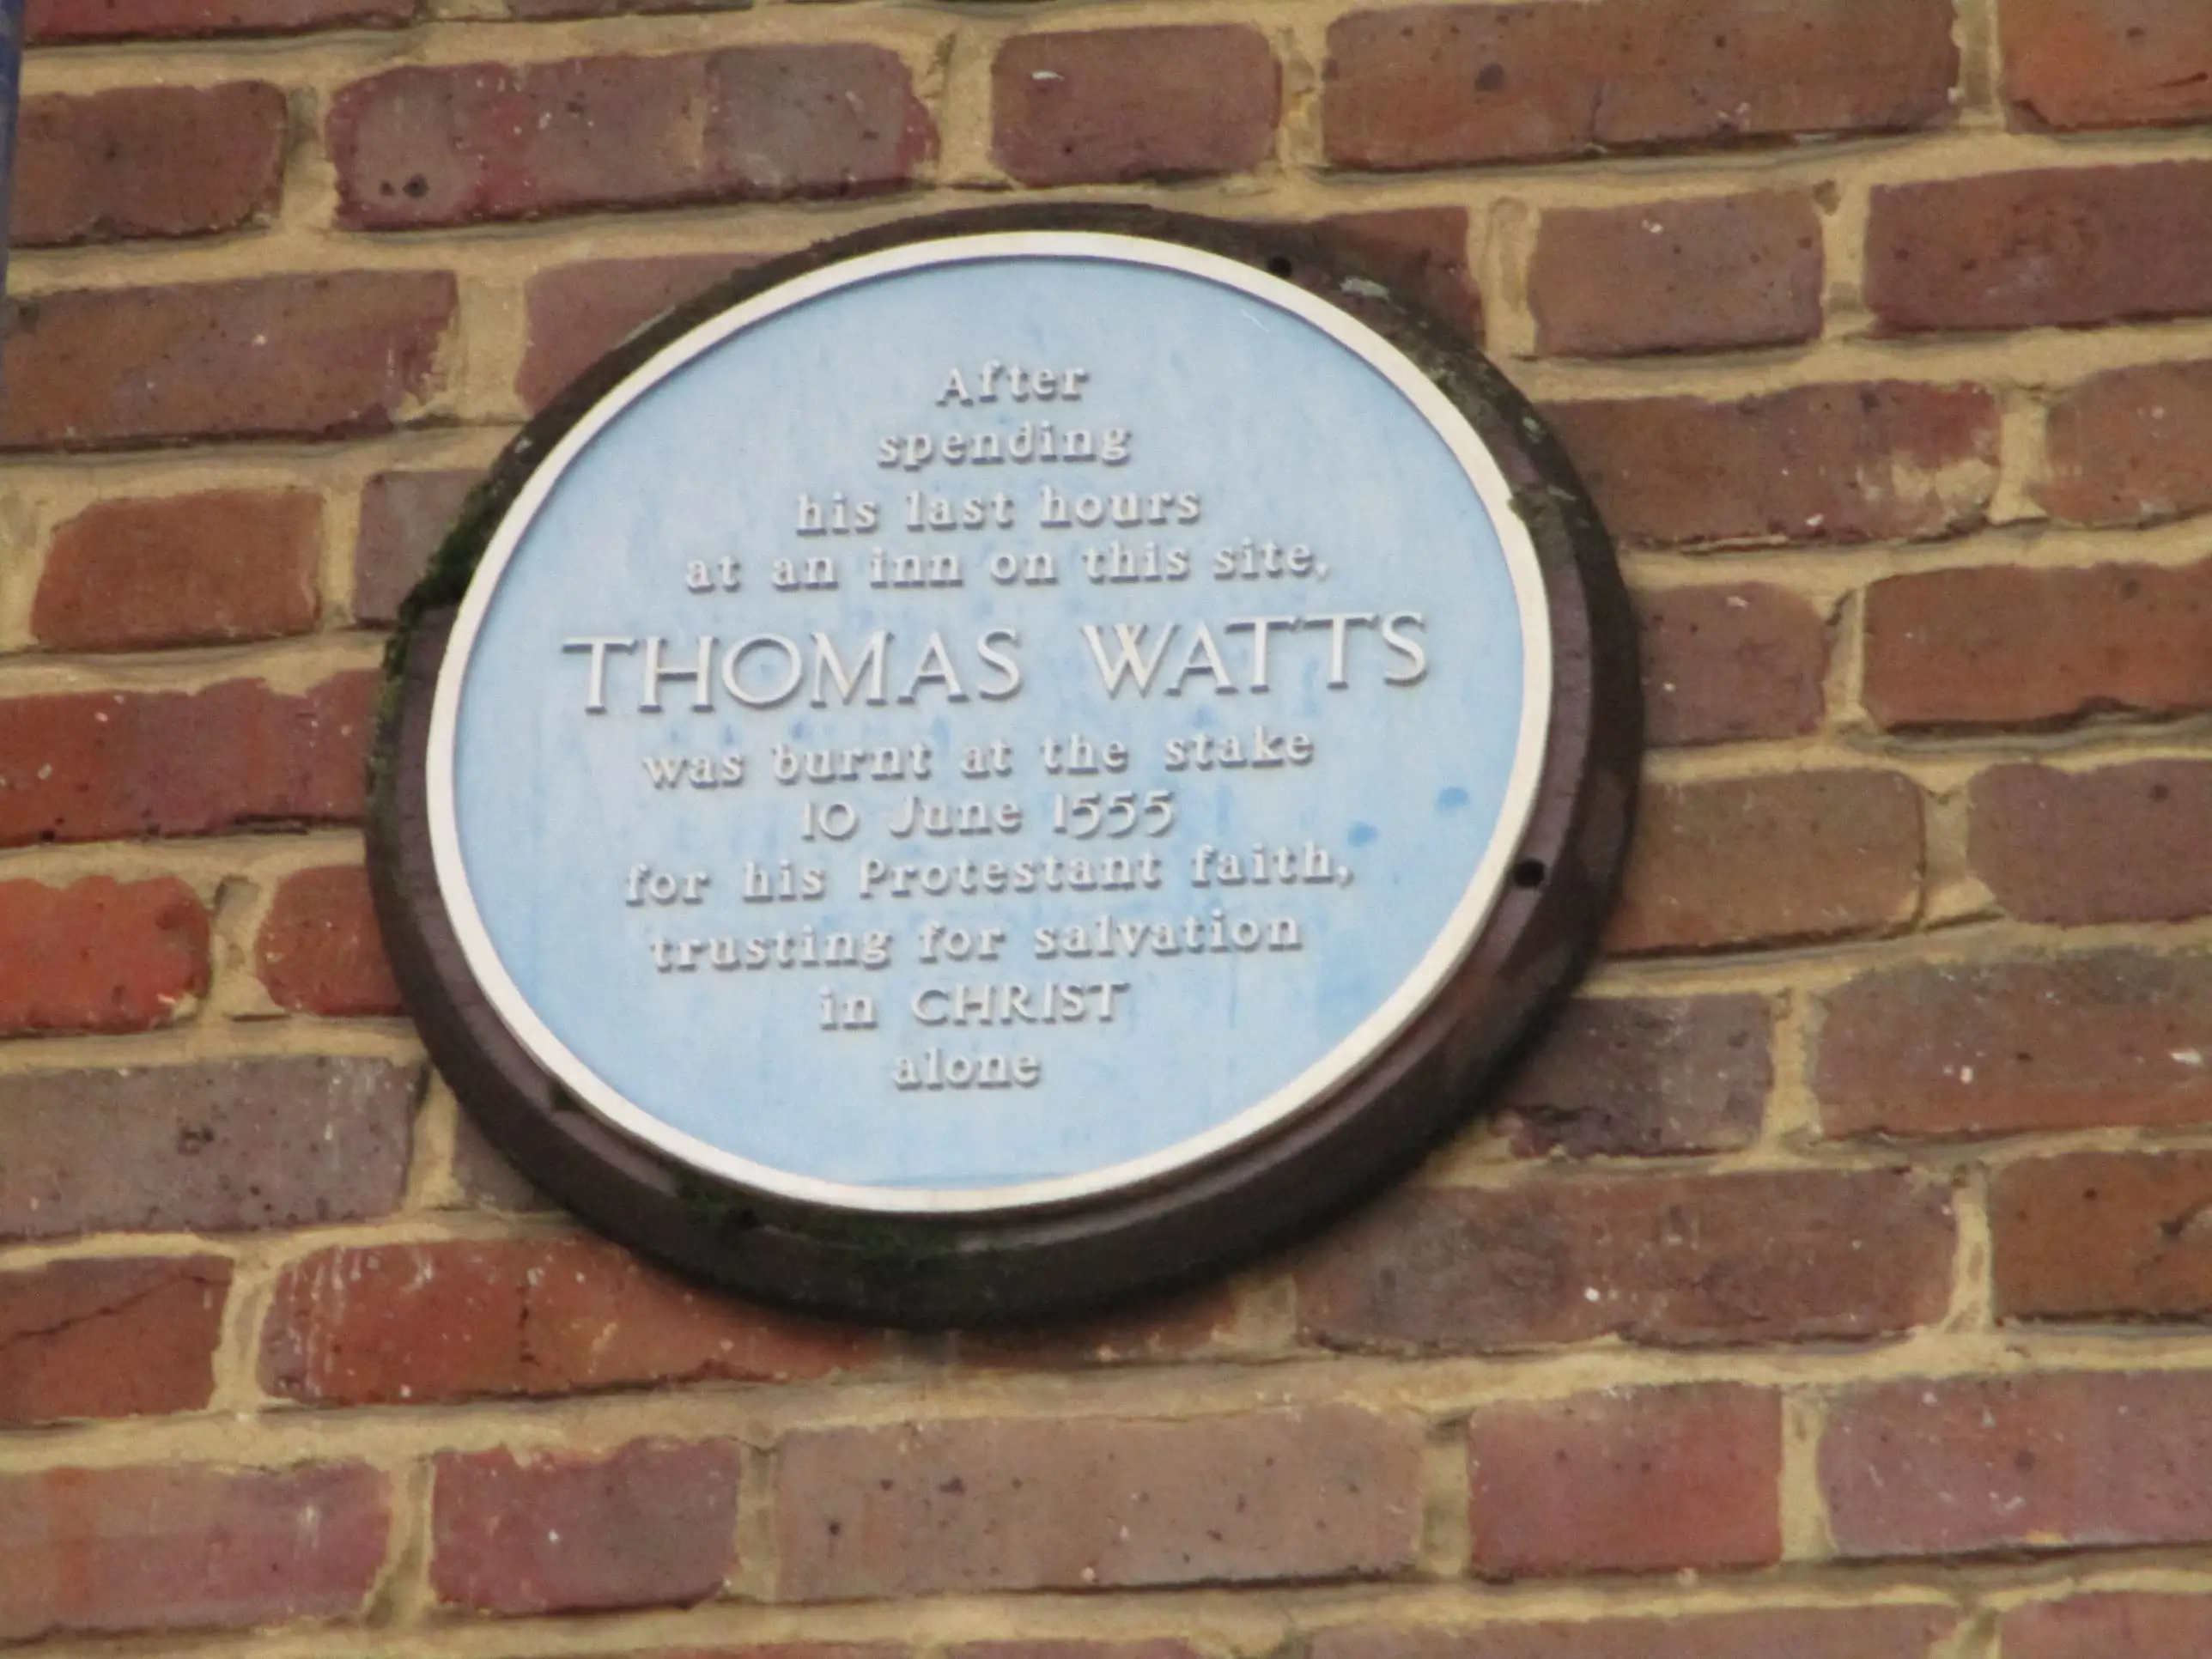 After
spending
his last hours
at an inn on this site,
THOMAS WATTS
was burnt at the stake
10 June 1555
for his Protestant faith,
trusting for salvation
in CHRIST
alone